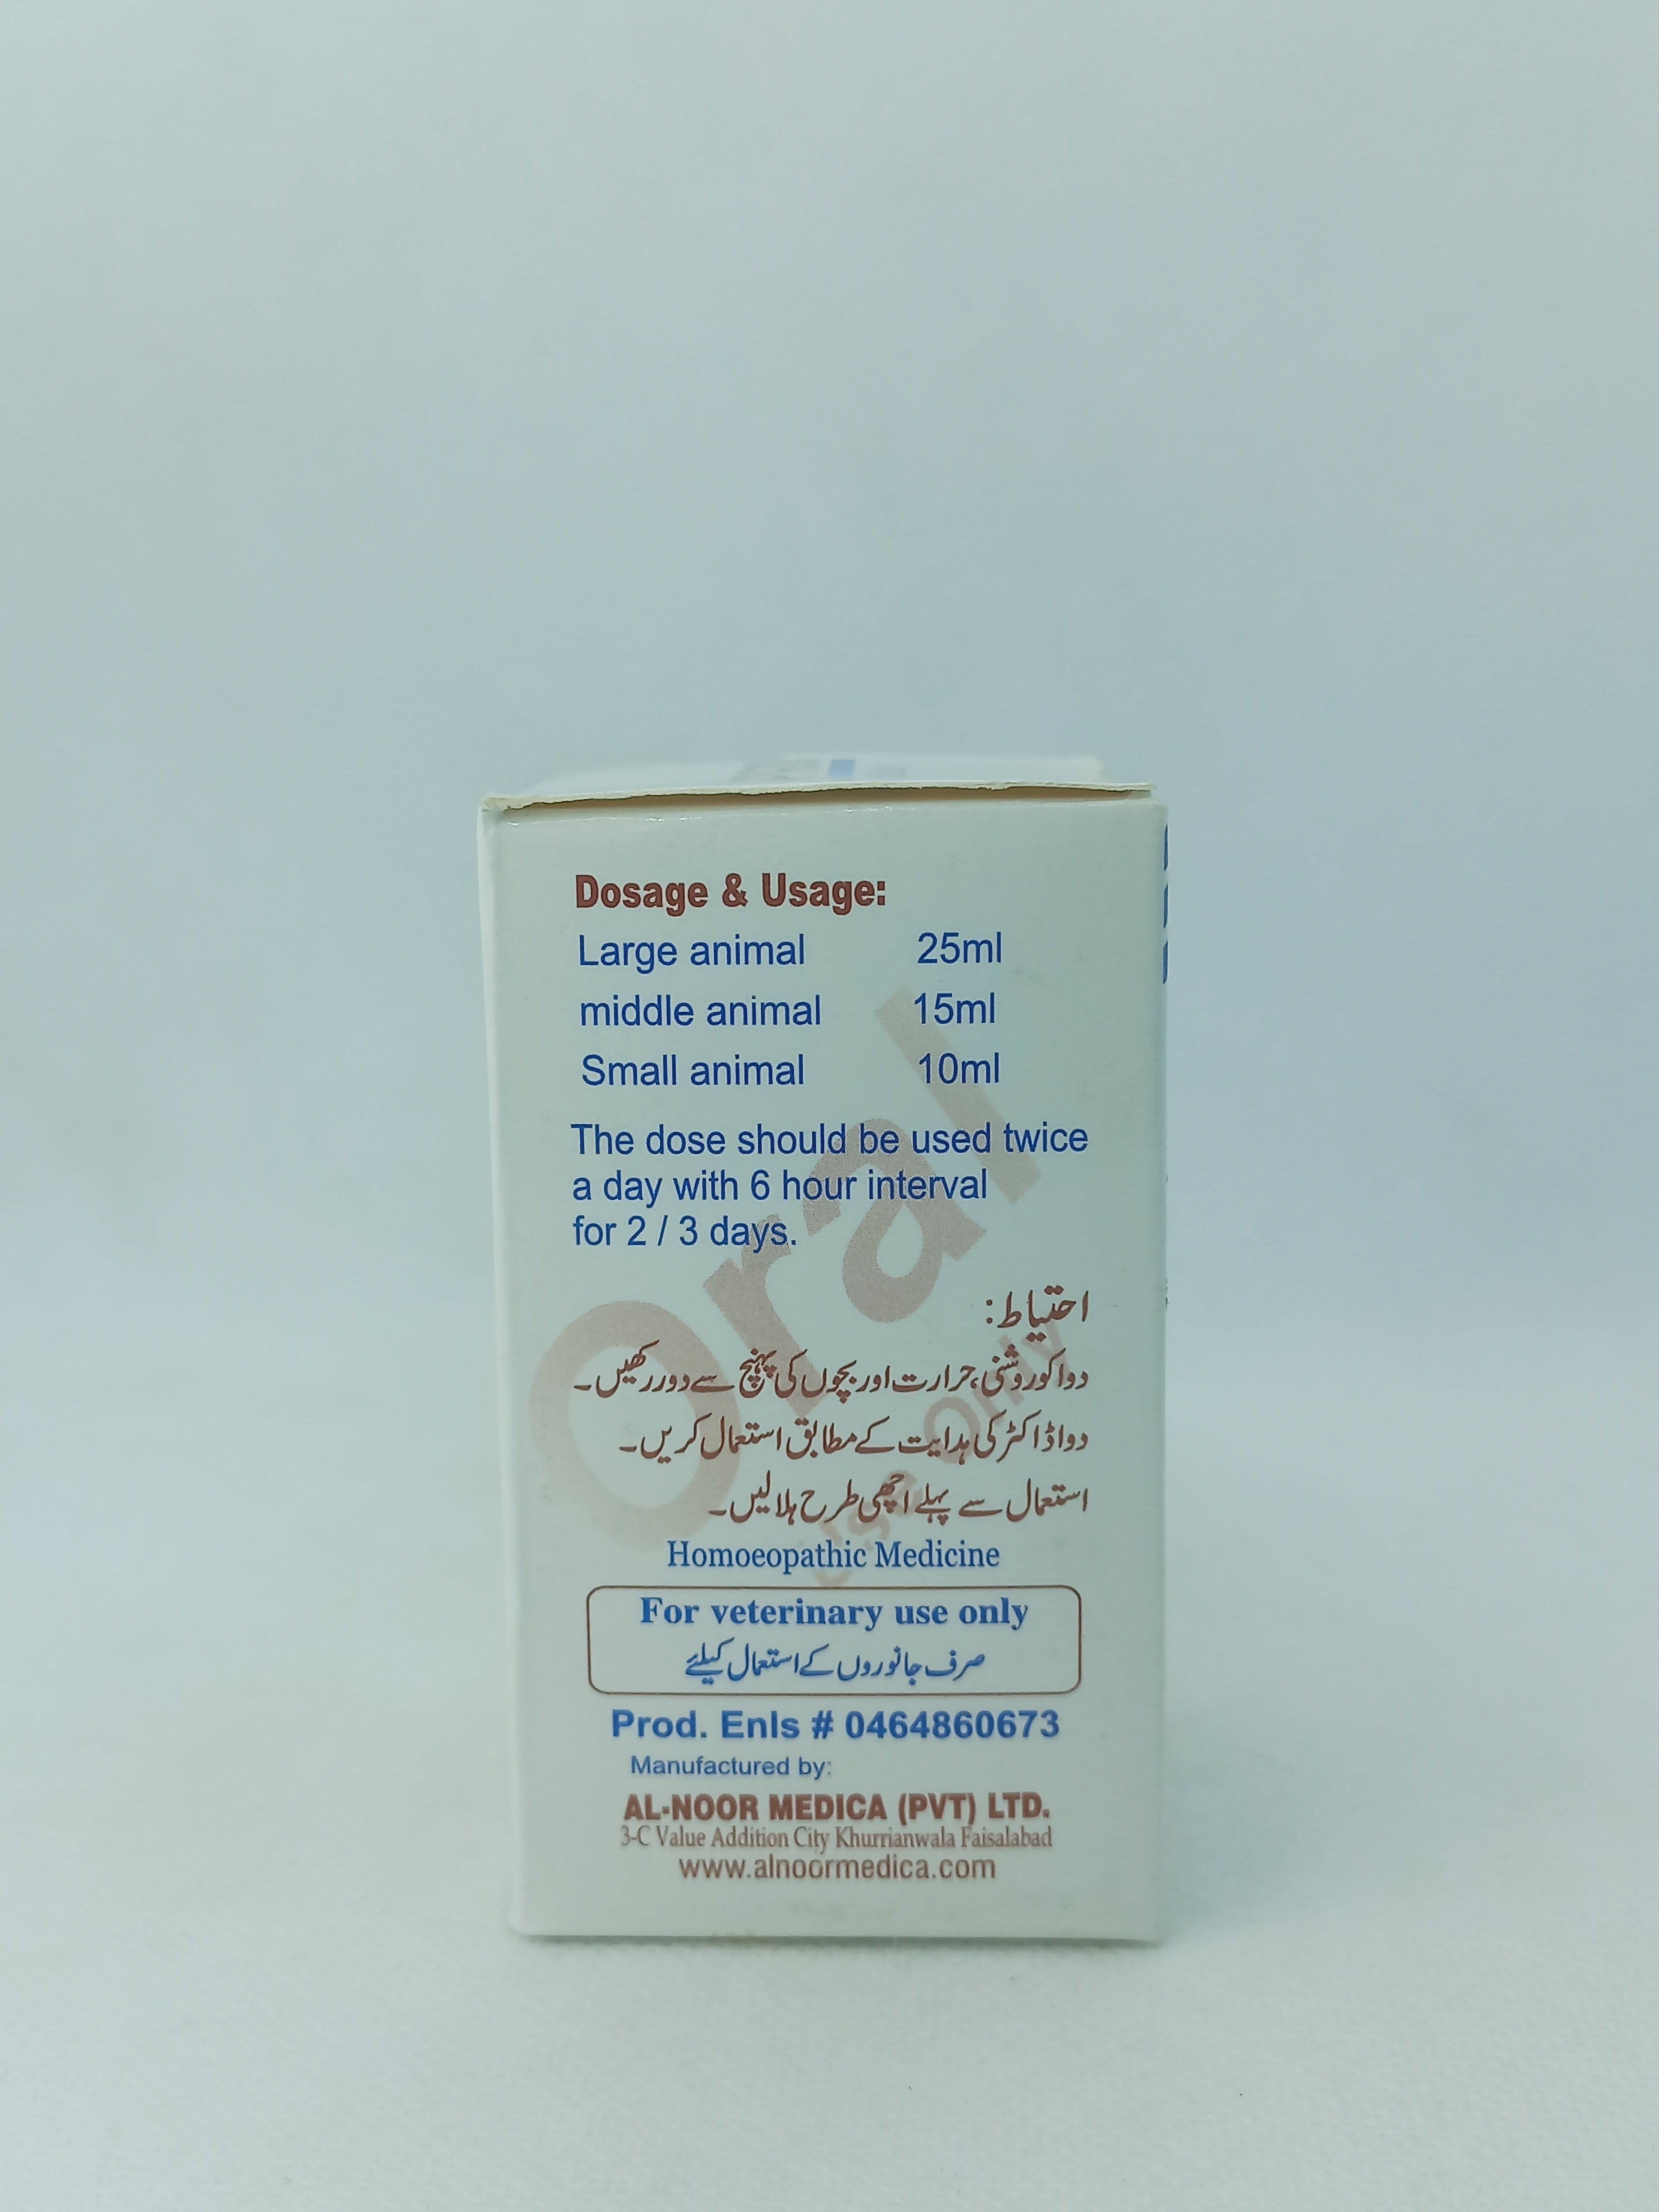 Dosage & Usage:
Large animal 25ml
middle animal 15ml
Small animal 10ml
The dose should be used twice
a day with 6 hour interval
for 2 / 3 days.
احتیاط:
دوا کو روشنی، حرارت اور بچوں کی پہنچ سے دور رکھیں۔
دوا ڈاکٹر کی ہدایت کے مطابق استعمال کریں۔
استعمال سے پہلے اچھی طرح ہلا لیں۔
Oral
Use Only
Homoeopathic Medicine
For veterinary use only
صرف جانوروں کے استعمال کیلئے
Prod. Enls # 0464860673
Manufactured by:
AL-NOOR MEDICA (PVT) LTD.
3-C Value Addition City Khurrianwala Faisalabad
www.alnoormedica.com